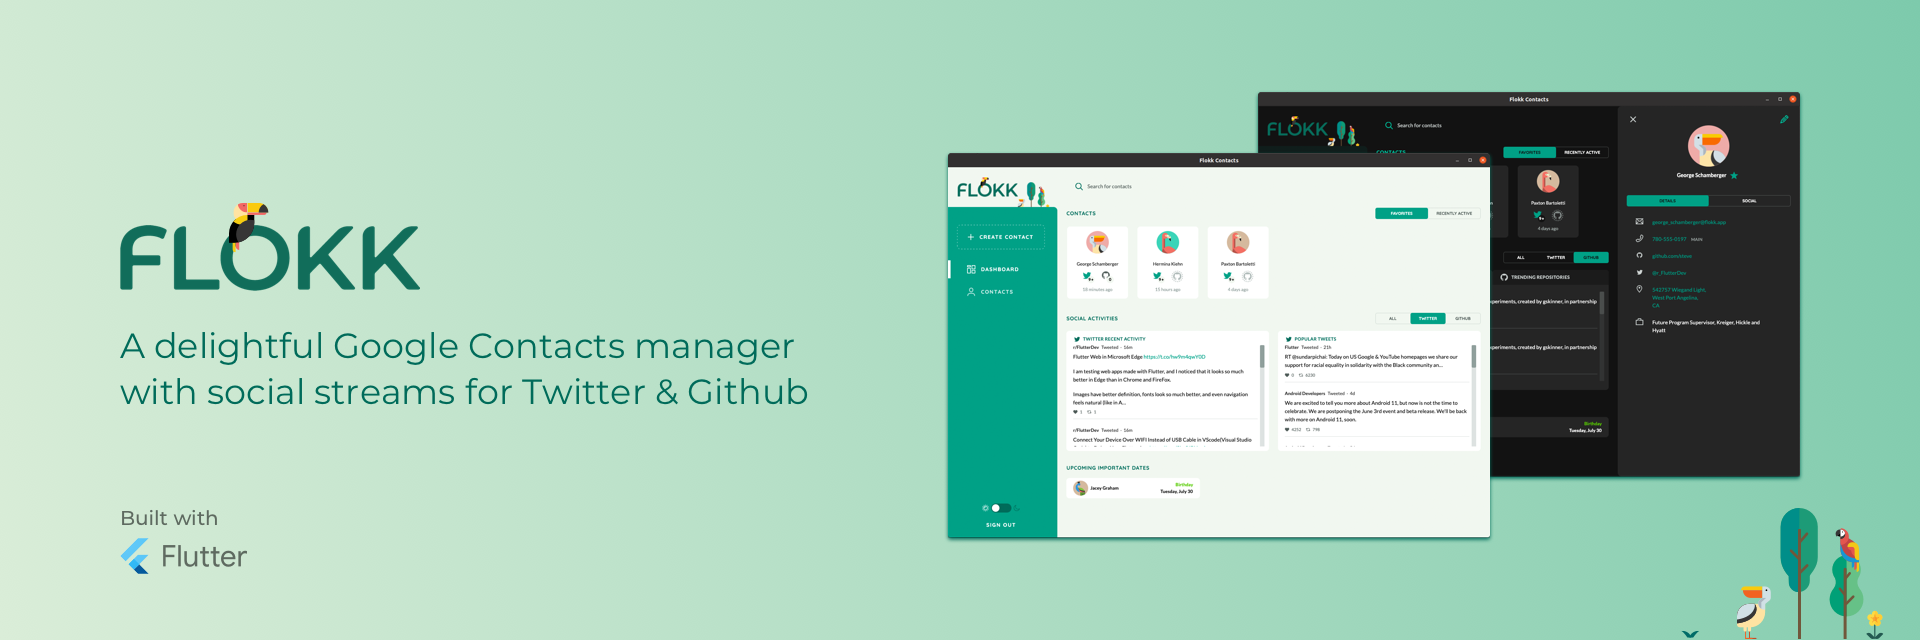 FLOKK
A delightful Google Contacts manager
with social streams for Twitter & Github
Built with
Flutter
Flokk Contacts
FLOKK
Search for contacts
CREATE CONTACT
DASHBOARD
CONTACTS
SIGN OUT
CONTACTS
FAVORITES
RECENTLY ACTIVE
George Schamberger
18 minutes ago
Hermina Kiehn
15 hours ago
Paxton Bartoletti
4 days ago
SOCIAL ACTIVITIES
ALL
TWITTER
GITHUB
TWITTER RECENT ACTIVITY
r/FlutterDev Tweeted · 16m
Flutter Web in Microsoft Edge
I am testing web apps made with Flutter, and I noticed that it looks so much
better in Edge than in Chrome and FireFox.
Images have better definition, fonts look so much better, and even navigation
feels natural (like in A...
1 3
r/FlutterDev Tweeted · 16m
Connect Your Device Over WIFI Instead of USB Cable in VScode(Visual Studio
POPULAR TWEETS
Flutter Tweeted · 21h
RT @sundarpichai: Today on US Google & YouTube homepages we share our
support for racial equality in solidarity with the Black community an...
0 6220
Android Developers Tweeted · 4d
We are excited to tell you more about Android 11, but now is not the time to
celebrate. We are postponing the June 3rd event and beta release. We'll be back
with more on Android 11, soon.
4252 798
UPCOMING IMPORTANT DATES
Jacey Graham
Birthday
Tuesday, July 30
Flokk Contacts
FLOKK
Search for contacts
CONTACTS
FAVORITES
RECENTLY ACTIVE
Paxton Bartoletti
4 days ago
ALL
TWITTER
GITHUB
TRENDING REPOSITORIES
periments, created by gskinner, in partnership
periments, created by gskinner, in partnership
Birthday
Tuesday, July 30
George Schamberger
DETAILS
SOCIAL
george_schamberger@flokk.app
780-555-0197 MAIN
github.com/steve
@r_FlutterDev
542757 Wiegand Light,
West Port Angelina,
CA
Future Program Supervisor, Kreiger, Hickle and
Hyatt